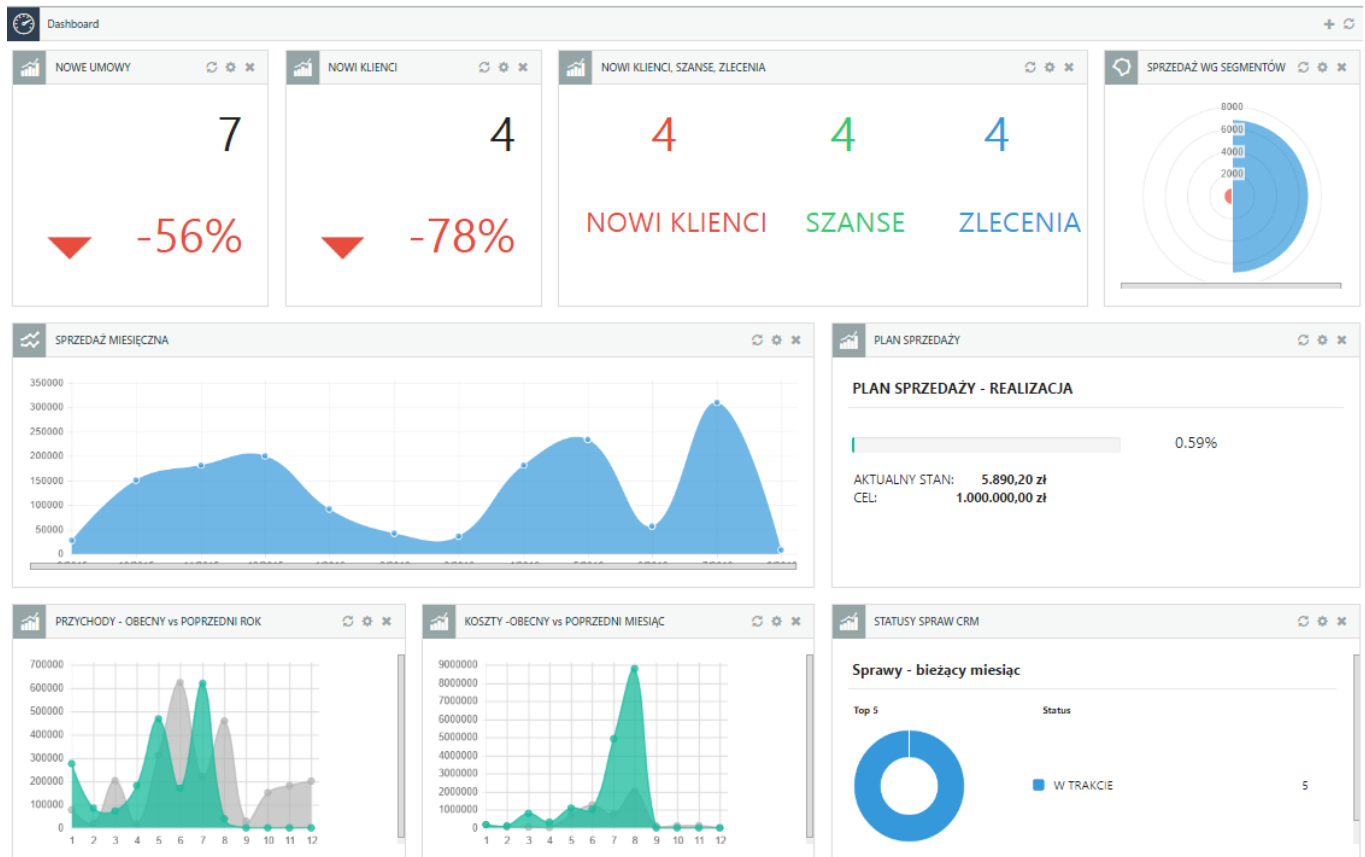 Dashboard
NOWE UMOWY
7
-56%
NOWI KLIENCI
4
-78%
NOWI KLIENCI, SZANSE, ZLECENIA
4 4 4
NOWI KLIENCI SZANSE ZLECENIA
SPRZEDAŻ WG SEGMENTÓW
8000
6000
4000
2000
SPRZEDAŻ MIESIĘCZNA
350000
300000
250000
200000
150000
100000
50000
0
PLAN SPRZEDAŻY
PLAN SPRZEDAŻY - REALIZACJA
0.59%
AKTUALNY STAN: 5.890,20 zł
CEL: 1.000.000,00 zł
PRZYCHODY - OBECNY vs POPRZEDNI ROK
700000
600000
500000
400000
300000
200000
100000
0
1 2 3 4 5 6 7 8 9 10 11 12
KOSZTY -OBECNY vs POPRZEDNI MIESIĄC
9000000
8000000
7000000
6000000
5000000
4000000
3000000
2000000
1000000
0
1 2 3 4 5 6 7 8 9 10 11 12
STATUSY SPRAW CRM
Sprawy - bieżący miesiąc
Top 5 Status
W TRAKCIE 5